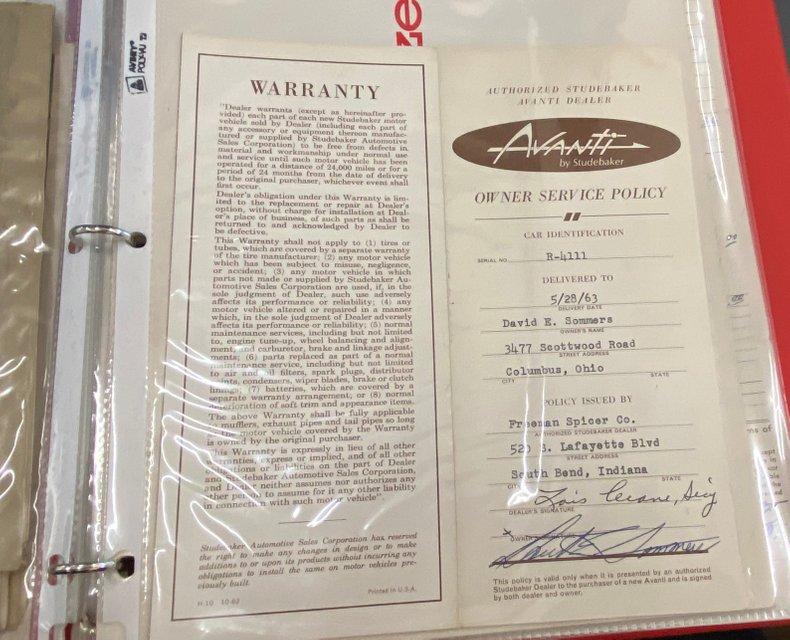 AVERY®
POLY-VU T2
ze
WARRANTY
"Dealer warrants (except as hereinafter pro-
vided) each part of each new Studebaker motor
vehicle sold by Dealer (including each part of
any accessory or equipment thereon manufac-
tured or supplied by Studebaker Automotive
Sales Corporation) to be free from defects in
material and workmanship under normal use
and service until such motor vehicle has been
operated for a distance of 24,000 miles or for a
period of 24 months from the date of delivery
to the original purchaser, whichever event shall
first occur.
Dealer's obligation under this Warranty is lim-
ited to the replacement or repair at Dealer's
option, without charge for installation at Deal-
er's place of business, of such parts as shall be
returned to and acknowledged by Dealer to
be defective.
This Warranty shall not apply to (1) tires or
tubes, which are covered by a separate warranty
of the tire manufacturer; (2) any motor vehicle
which has been subject to misuse, negligence,
or accident; (3) any motor vehicle in which
parts not made or supplied by Studebaker Au-
tomotive Sales Corporation are used, if, in the
sole judgment of Dealer, such use adversely
affects its performance or reliability; (4) any
motor vehicle altered or repaired in a manner
which, in the sole judgment of Dealer adversely
affects its performance or reliability; (5) normal
maintenance services, including but not limited
to, engine tune-up, wheel balancing and align-
ment, and carburetor, brake and linkage adjust-
ments; (6) parts replaced as part of a normal
maintenance service, including but not limited
to air and oil filters, spark plugs, distributor
points, condensers, wiper blades, brake or clutch
linings; (7) batteries, which are covered by a
separate warranty arrangement; or (8) normal
deterioration of soft trim and appearance items.
The above Warranty shall be fully applicable
to mufflers, exhaust pipes and tail pipes so long
as the motor vehicle covered by the Warranty
is owned by the original purchaser.
This Warranty is expressly in lieu of all other
warranties, express or implied, and of all other
obligations or liabilities on the part of Dealer
and Studebaker Automotive Sales Corporation,
and Dealer neither assumes nor authorizes any
other person to assume for it any other liability
in connection with such motor vehicle".
Studebaker Automotive Sales Corporation has reserved
the right to make any changes in design or to make
additions to or upon its products without incurring any
obligations to install the same on motor vehicles pre-
viously built.
H-10 10-62
Printed in U.S.A.
AUTHORIZED STUDEBAKER
AVANTI DEALER
Avanti
by Studebaker
OWNER SERVICE POLICY
CAR IDENTIFICATION
SERIAL NO. R-4111
DELIVERED TO
5/28/63
DELIVERY DATE
David E. Sommers
OWNER'S NAME
3477 Scottwood Road
STREET ADDRESS
Columbus, Ohio
CITY STATE
POLICY ISSUED BY
Freeman Spicer Co.
AUTHORIZED STUDEBAKER DEALER
520 S. Lafayette Blvd
STREET ADDRESS
South Bend, Indiana
CITY STATE
Lois
DEALER'S SIGNATURE
x
OWNER'S SIGNATURE
Sommers
This policy is valid only when it is presented by an authorized
Studebaker Dealer to the purchaser of a new Avanti and is signed
by both dealer and owner.